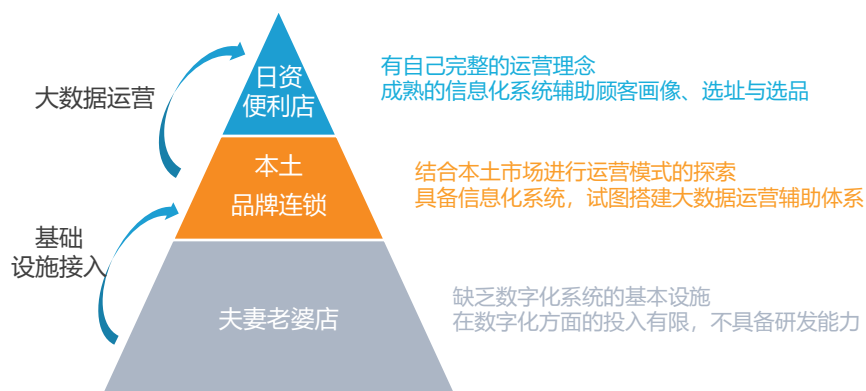 日资
便利店
有自己完整的运营理念
成熟的信息化系统辅助顾客画像、选址与选品
大数据运营
本土
品牌连锁
结合本土市场进行运营模式的探索
具备信息化系统，试图搭建大数据运营辅助体系
基础
设施接入
夫妻老婆店
缺乏数字化系统的基本设施
在数字化方面的投入有限，不具备研发能力